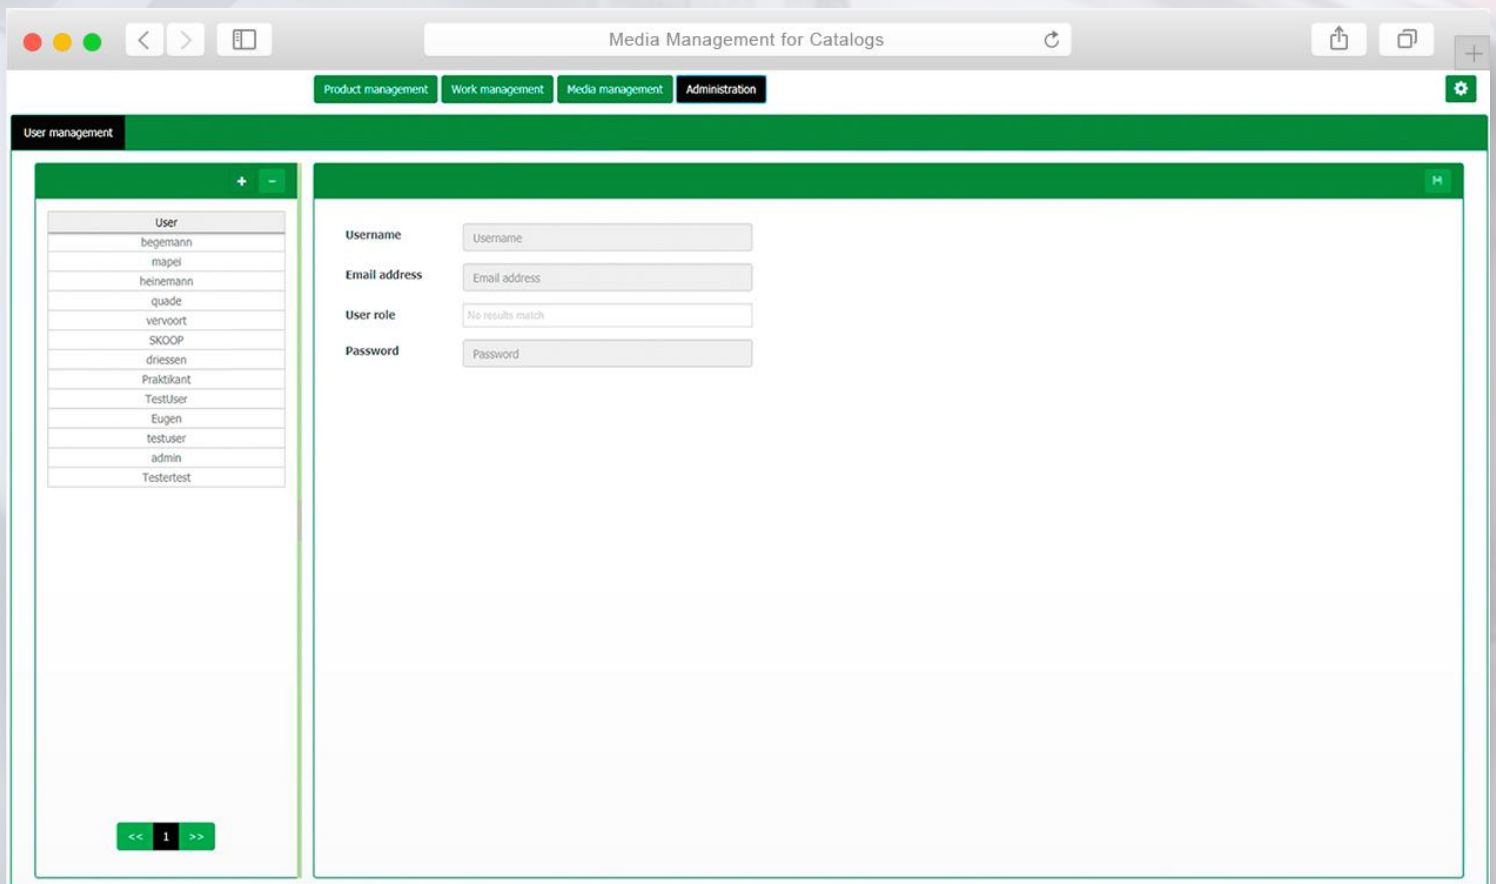 Media Management for Catalogs
Product management
Work management
Media management
Administration
User management
+ -
User
begemann
mapei
heinemann
quade
vervoort
SKOOP
driessen
Praktikant
TestUser
Eugen
testuser
admin
Testertest
<< 1 >>
Username Username
Email address Email address
User role No results match
Password Password